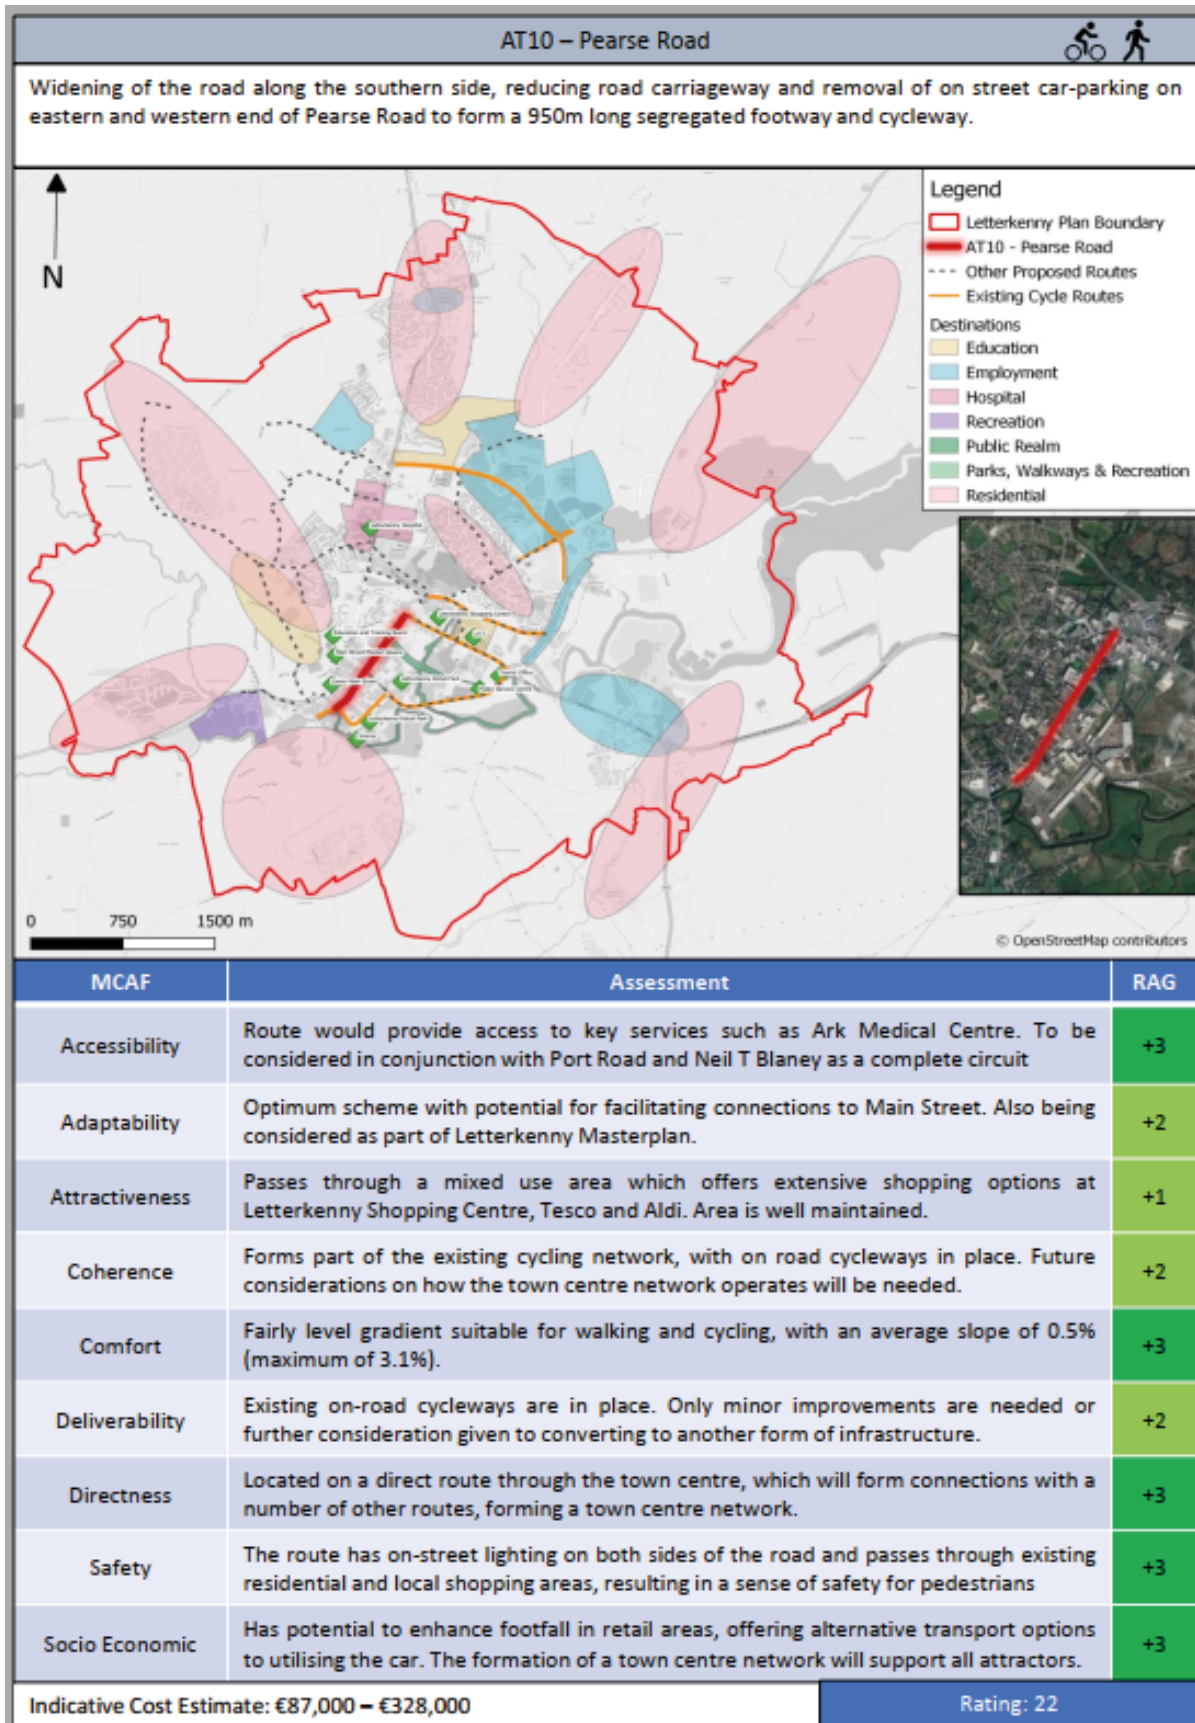 AT10 – Pearse Road
Widening of the road along the southern side, reducing road carriageway and removal of on street car-parking on
eastern and western end of Pearse Road to form a 950m long segregated footway and cycleway.
N
Legend
Letterkenny Plan Boundary
AT10 - Pearse Road
Other Proposed Routes
Existing Cycle Routes
Destinations
Education
Employment
Hospital
Recreation
Public Realm
Parks, Walkways & Recreation
Residential
Letterkenny Hospital
0 750 1500 m
© OpenStreetMap contributors
MCAF Assessment RAG
Accessibility
Route would provide access to key services such as Ark Medical Centre. To be
considered in conjunction with Port Road and Neil T Blaney as a complete circuit
+3
Adaptability
Optimum scheme with potential for facilitating connections to Main Street. Also being
considered as part of Letterkenny Masterplan.
+2
Attractiveness
Passes through a mixed use area which offers extensive shopping options at
Letterkenny Shopping Centre, Tesco and Aldi. Area is well maintained.
+1
Coherence
Forms part of the existing cycling network, with on road cycleways in place. Future
considerations on how the town centre network operates will be needed.
+2
Comfort
Fairly level gradient suitable for walking and cycling, with an average slope of 0.5%
(maximum of 3.1%).
+3
Deliverability
Existing on-road cycleways are in place. Only minor improvements are needed or
further consideration given to converting to another form of infrastructure.
+2
Directness
Located on a direct route through the town centre, which will form connections with a
number of other routes, forming a town centre network.
+3
Safety
The route has on-street lighting on both sides of the road and passes through existing
residential and local shopping areas, resulting in a sense of safety for pedestrians
+3
Socio Economic
Has potential to enhance footfall in retail areas, offering alternative transport options
to utilising the car. The formation of a town centre network will support all attractors.
+3
Indicative Cost Estimate: €87,000 – €328,000
Rating: 22